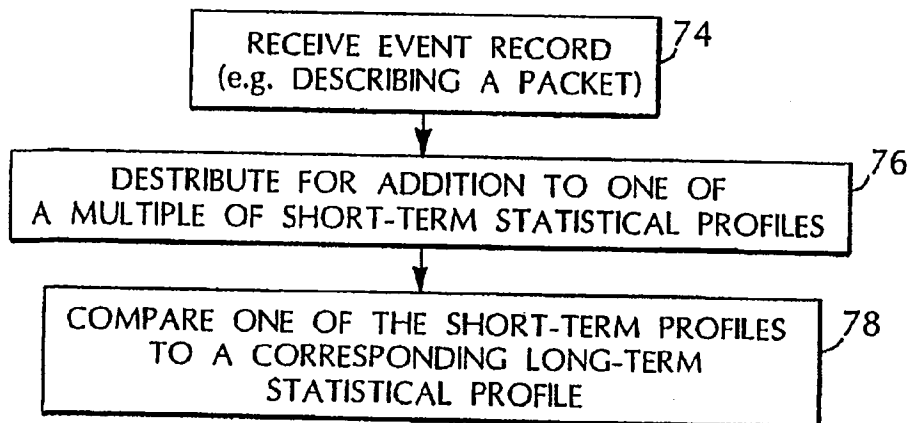 RECEIVE EVENT RECORD
(e.g. DESCRIBING A PACKET)
74
DESTRIBUTE FOR ADDITION TO ONE OF
A MULTIPLE OF SHORT-TERM STATISTICAL PROFILES
76
COMPARE ONE OF THE SHORT-TERM PROFILES
TO A CORRESPONDING LONG-TERM
STATISTICAL PROFILE
78